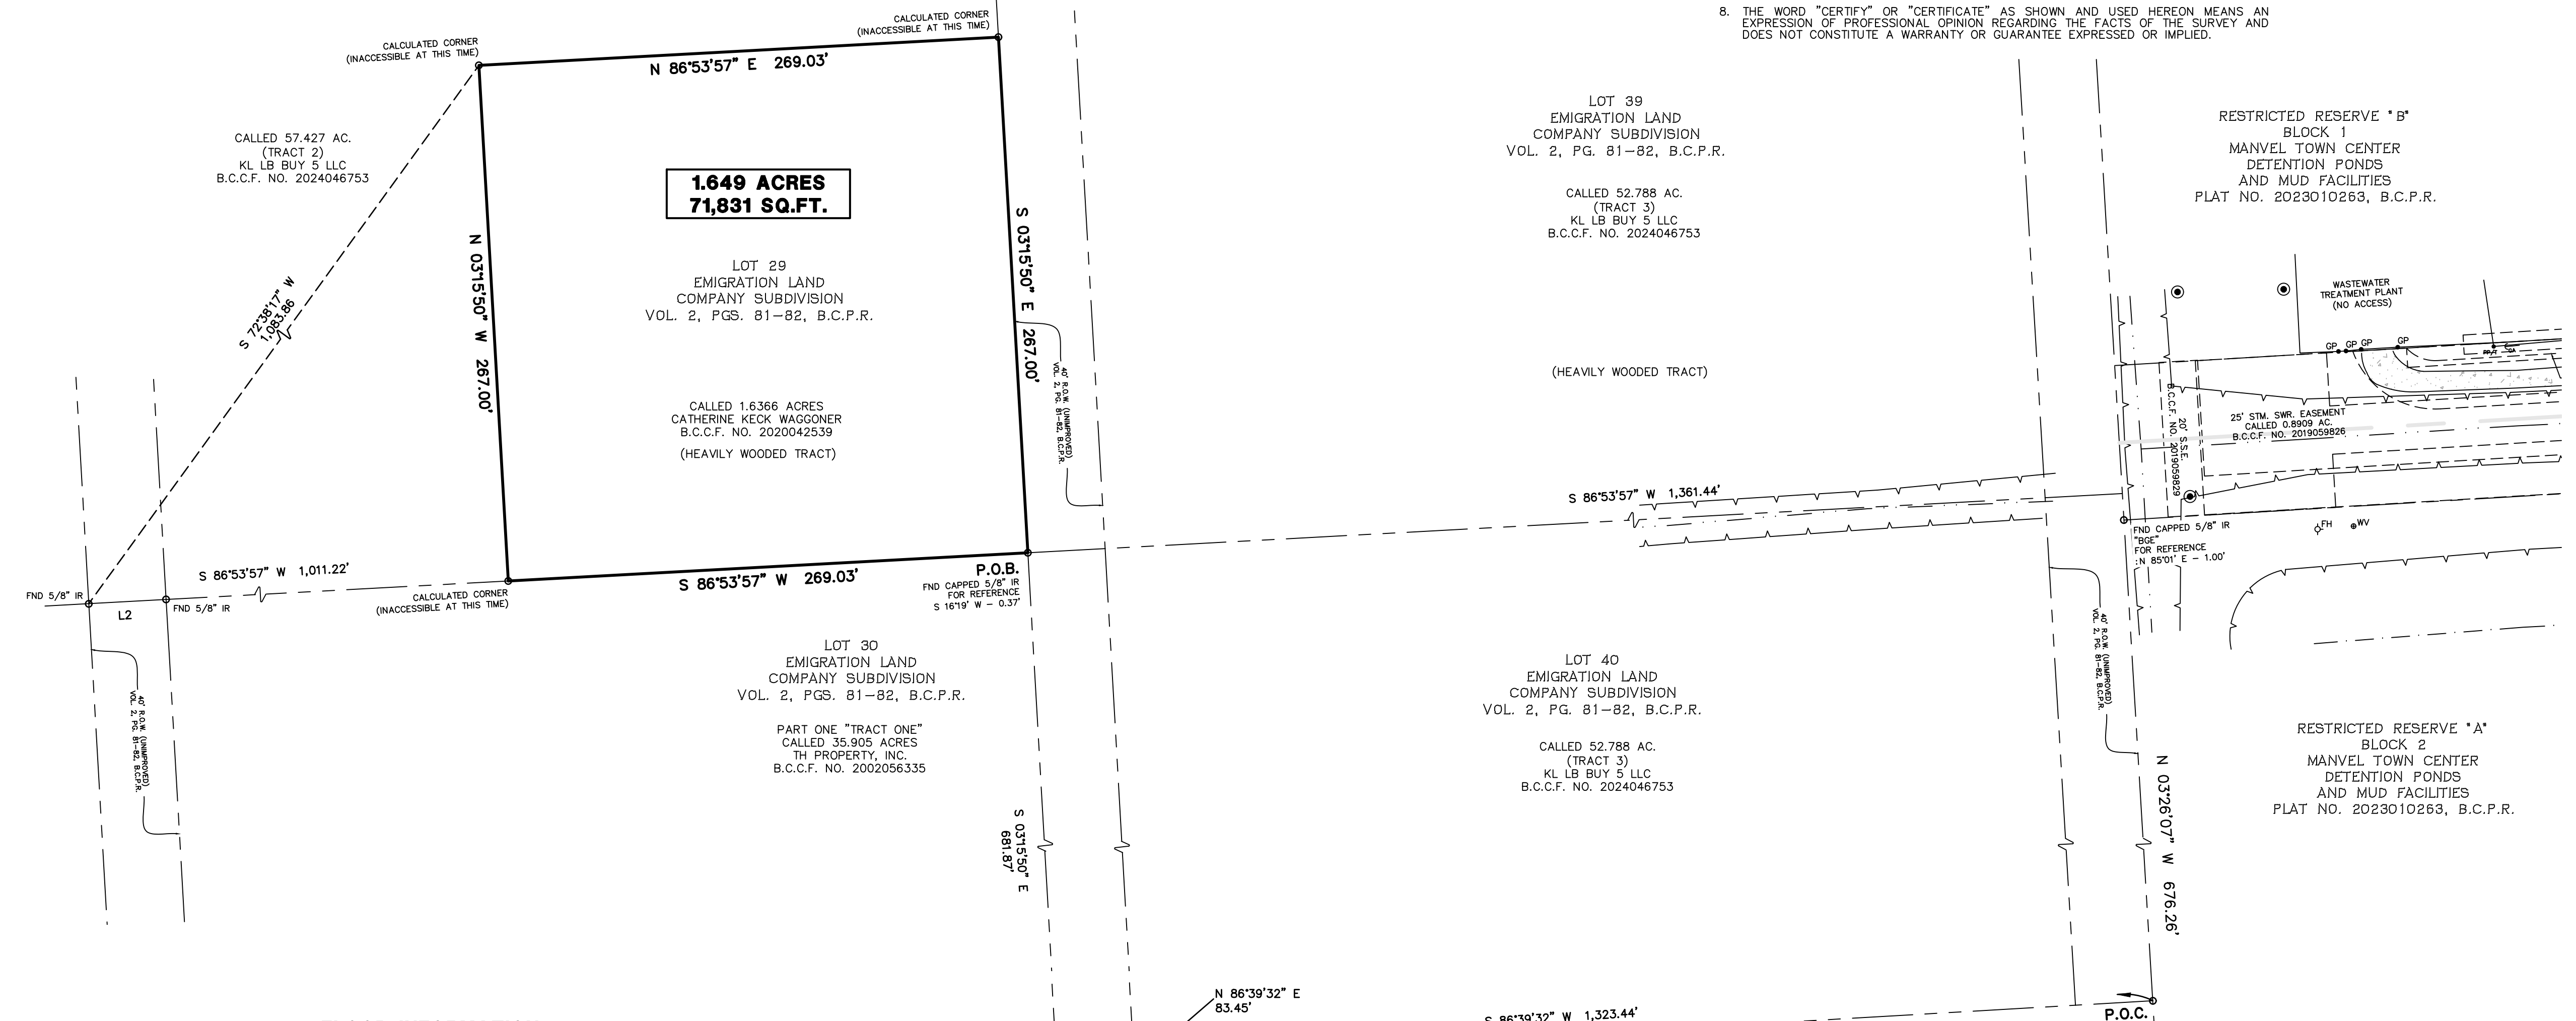 8. THE WORD "CERTIFY" OR "CERTIFICATE" AS SHOWN AND USED HEREON MEANS AN
EXPRESSION OF PROFESSIONAL OPINION REGARDING THE FACTS OF THE SURVEY AND
DOES NOT CONSTITUTE A WARRANTY OR GUARANTEE EXPRESSED OR IMPLIED.
CALCULATED CORNER
(INACCESSIBLE AT THIS TIME)
CALCULATED CORNER
(INACCESSIBLE AT THIS TIME)
N 86°53'57" E 269.03'
CALLED 57.427 AC.
(TRACT 2)
KL LB BUY 5 LLC
B.C.C.F. NO. 2024046753
1.649 ACRES
71,831 SQ.FT.
LOT 29
EMIGRATION LAND
COMPANY SUBDIVISION
VOL. 2, PGS. 81-82, B.C.P.R.
CALLED 1.6366 ACRES
CATHERINE KECK WAGGONER
B.C.C.F. NO. 2020042539
(HEAVILY WOODED TRACT)
N 03°15'50" W 267.00'
S 03°15'50" E 267.00'
40' R.O.W. (UNIMPROVED)
VOL. 2, PG. 81-82, B.C.P.R.
S 72°38'17" W
1,083.86
LOT 39
EMIGRATION LAND
COMPANY SUBDIVISION
VOL. 2, PG. 81-82, B.C.P.R.
CALLED 52.788 AC.
(TRACT 3)
KL LB BUY 5 LLC
B.C.C.F. NO. 2024046753
(HEAVILY WOODED TRACT)
RESTRICTED RESERVE "B"
BLOCK 1
MANVEL TOWN CENTER
DETENTION PONDS
AND MUD FACILITIES
PLAT NO. 2023010263, B.C.P.R.
WASTEWATER
TREATMENT PLANT
(NO ACCESS)
GP
GP
GP
GP
25' STM. SWR. EASEMENT
CALLED 0.8909 AC.
B.C.C.F. NO. 2019059826
20' S.S.E.
B.C.C.F. NO. 2019059829
S 86°53'57" W 1,361.44'
FND CAPPED 5/8" IR
"BGE"
FOR REFERENCE
:N 85°01' E - 1.00'
FH
WV
S 86°53'57" W 1,011.22'
FND 5/8" IR
FND 5/8" IR
L2
CALCULATED CORNER
(INACCESSIBLE AT THIS TIME)
S 86°53'57" W 269.03'
P.O.B.
FND CAPPED 5/8" IR
FOR REFERENCE
S 16°19' W - 0.37'
40' R.O.W. (UNIMPROVED)
VOL. 2, PG. 81-82, B.C.P.R.
LOT 30
EMIGRATION LAND
COMPANY SUBDIVISION
VOL. 2, PGS. 81-82, B.C.P.R.
PART ONE "TRACT ONE"
CALLED 35.905 ACRES
TH PROPERTY, INC.
B.C.C.F. NO. 2002056335
S 03°15'50" E
681.87'
LOT 40
EMIGRATION LAND
COMPANY SUBDIVISION
VOL. 2, PG. 81-82, B.C.P.R.
CALLED 52.788 AC.
(TRACT 3)
KL LB BUY 5 LLC
B.C.C.F. NO. 2024046753
40' R.O.W. (UNIMPROVED)
VOL. 2, PG. 81-82, B.C.P.R.
N 03°26'07" W 676.26'
RESTRICTED RESERVE "A"
BLOCK 2
MANVEL TOWN CENTER
DETENTION PONDS
AND MUD FACILITIES
PLAT NO. 2023010263, B.C.P.R.
N 86°39'32" E
83.45'
S 86°39'32" W 1,323.44'
P.O.C.